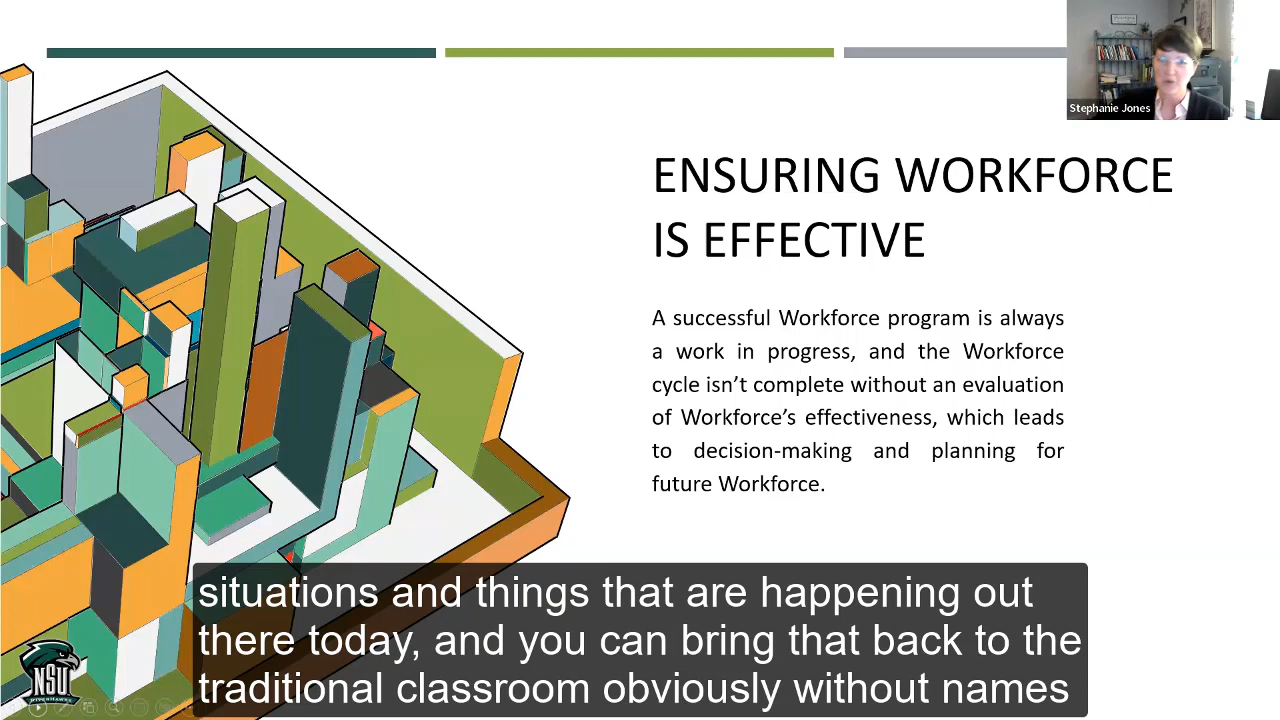 Stephanie Jones
ENSURING WORKFORCE
IS EFFECTIVE
A successful Workforce program is always
a work in progress, and the Workforce
cycle isn’t complete without an evaluation
of Workforce’s effectiveness, which leads
to decision-making and planning for
future Workforce.
situations and things that are happening out
there today, and you can bring that back to the
traditional classroom obviously without names
NSU
RIVERHAWKS